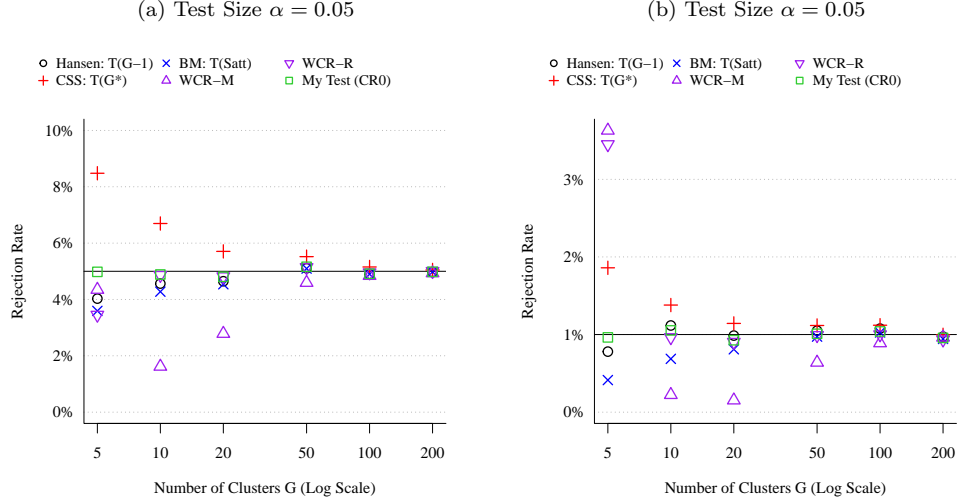 (a) Test Size α = 0.05
Hansen: T(G−1) BM: T(Satt) WCR−R
CSS: T(G*) WCR−M My Test (CR0)
10%
8%
6%
4%
2%
0%
Rejection Rate
5 10 20 50 100 200
Number of Clusters G (Log Scale)
(b) Test Size α = 0.05
Hansen: T(G−1) BM: T(Satt) WCR−R
CSS: T(G*) WCR−M My Test (CR0)
3%
2%
1%
0%
Rejection Rate
5 10 20 50 100 200
Number of Clusters G (Log Scale)